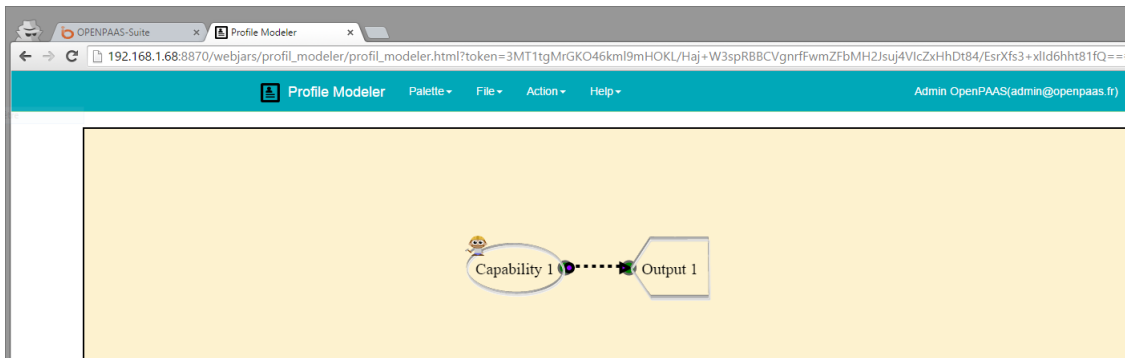 OPENPAAS-Suite
Profile Modeler
192.168.1.68:8870/webjars/profil_modeler/profil_modeler.html?token=3MT1tgMrGKO46kml9mHOKL/Haj+W3spRBBCVgnrfFwmZFbMH2Jsuj4VIcZxHhDt84/EsrXfs3+xlId6hht81fQ==
Profile Modeler Palette File Action Help Admin OpenPAAS(admin@openpaas.fr)
Capability 1 Output 1